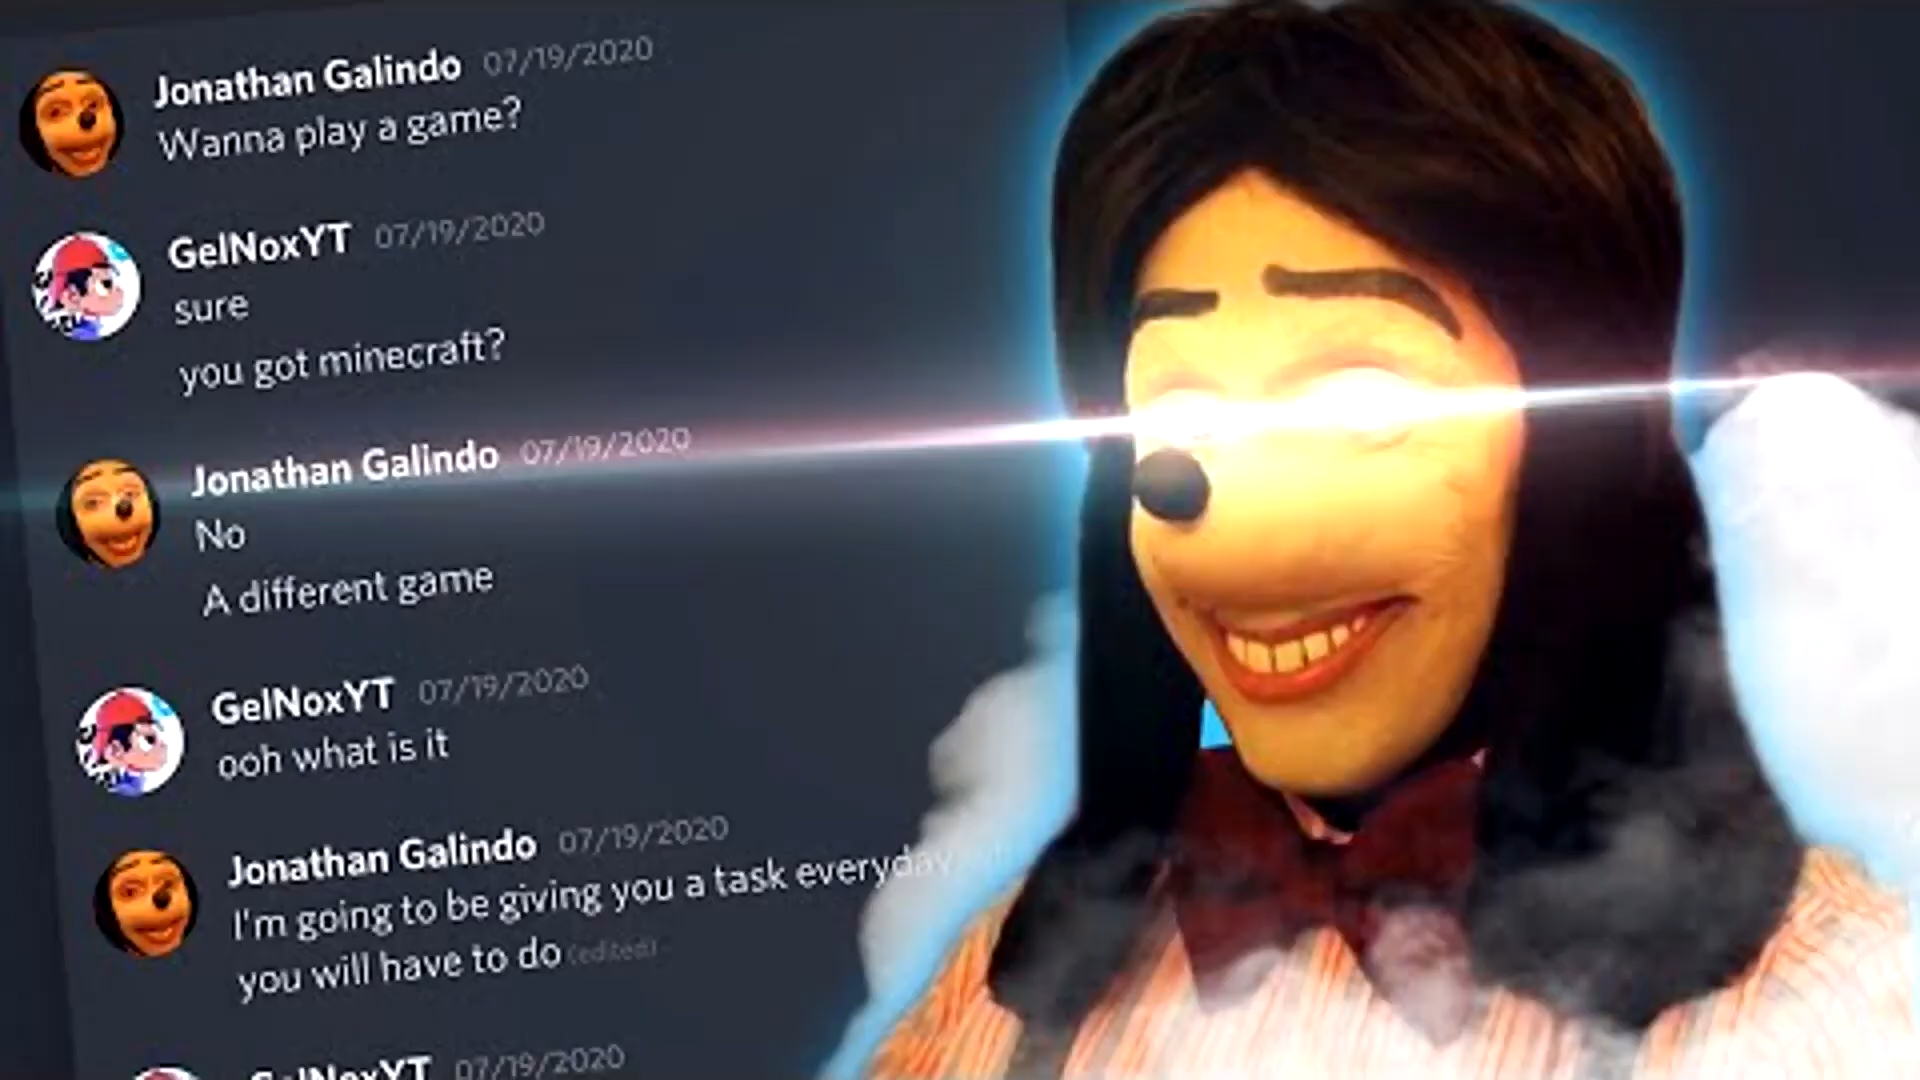 Jonathan Galindo 07/19/2020
Wanna play a game?
GelNoxYT 07/19/2020
sure
you got minecraft?
Jonathan Galindo 07/19/2020
No
A different game
GelNoxYT 07/19/2020
ooh what is it
Jonathan Galindo 07/19/2020
I'm going to be giving you a task everyday
you will have to do (edited)
GelNoxYT 07/19/2020